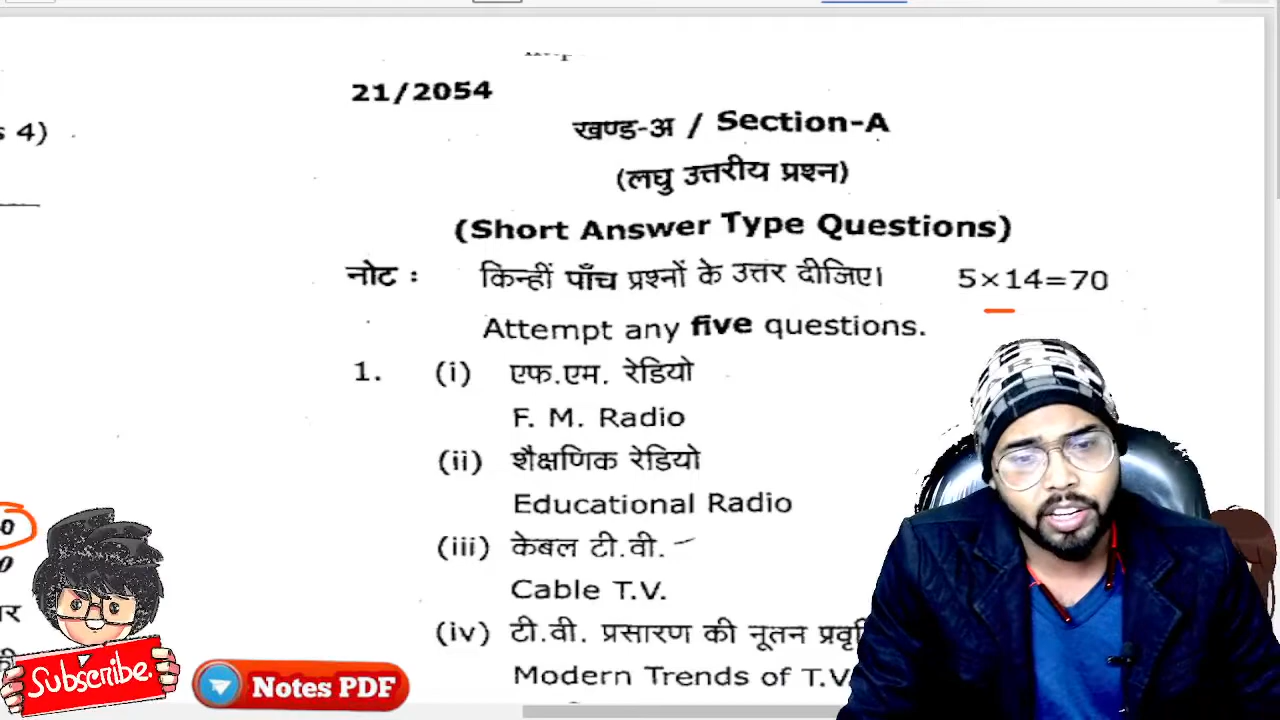 21/2054
s 4)
खण्ड-अ / Section-A
(लघु उत्तरीय प्रश्न)
(Short Answer Type Questions)
नोट : किन्हीं पाँच प्रश्नों के उत्तर दीजिए। 5×14=70
Attempt any five questions.
1. (i) एफ.एम. रेडियो
F. M. Radio
(ii) शैक्षणिक रेडियो
Educational Radio
(iii) केबल टी.वी.
Cable T.V.
(iv) टी.वी. प्रसारण की नूतन
Modern Trends of T.V
Subscribe.
Notes PDF